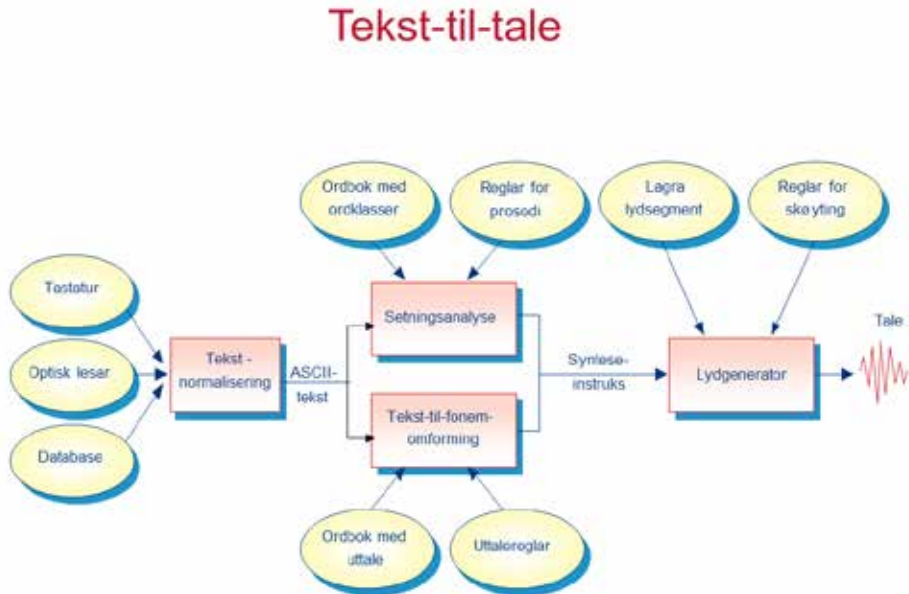 Tekst-til-tale
Ordbok med
ordklasser
Reglar for
prosodi
Lagra
lydsegment
Reglar for
skøyting
Tastatur
Optisk lesar
Database
Tekst -
normalisering
ASCII-
tekst
Setningsanalyse
Tekst-til-fonem-
omforming
Syntese-
instruks
Lydgenerator
Tale
Ordbok med
uttale
Uttalereglar